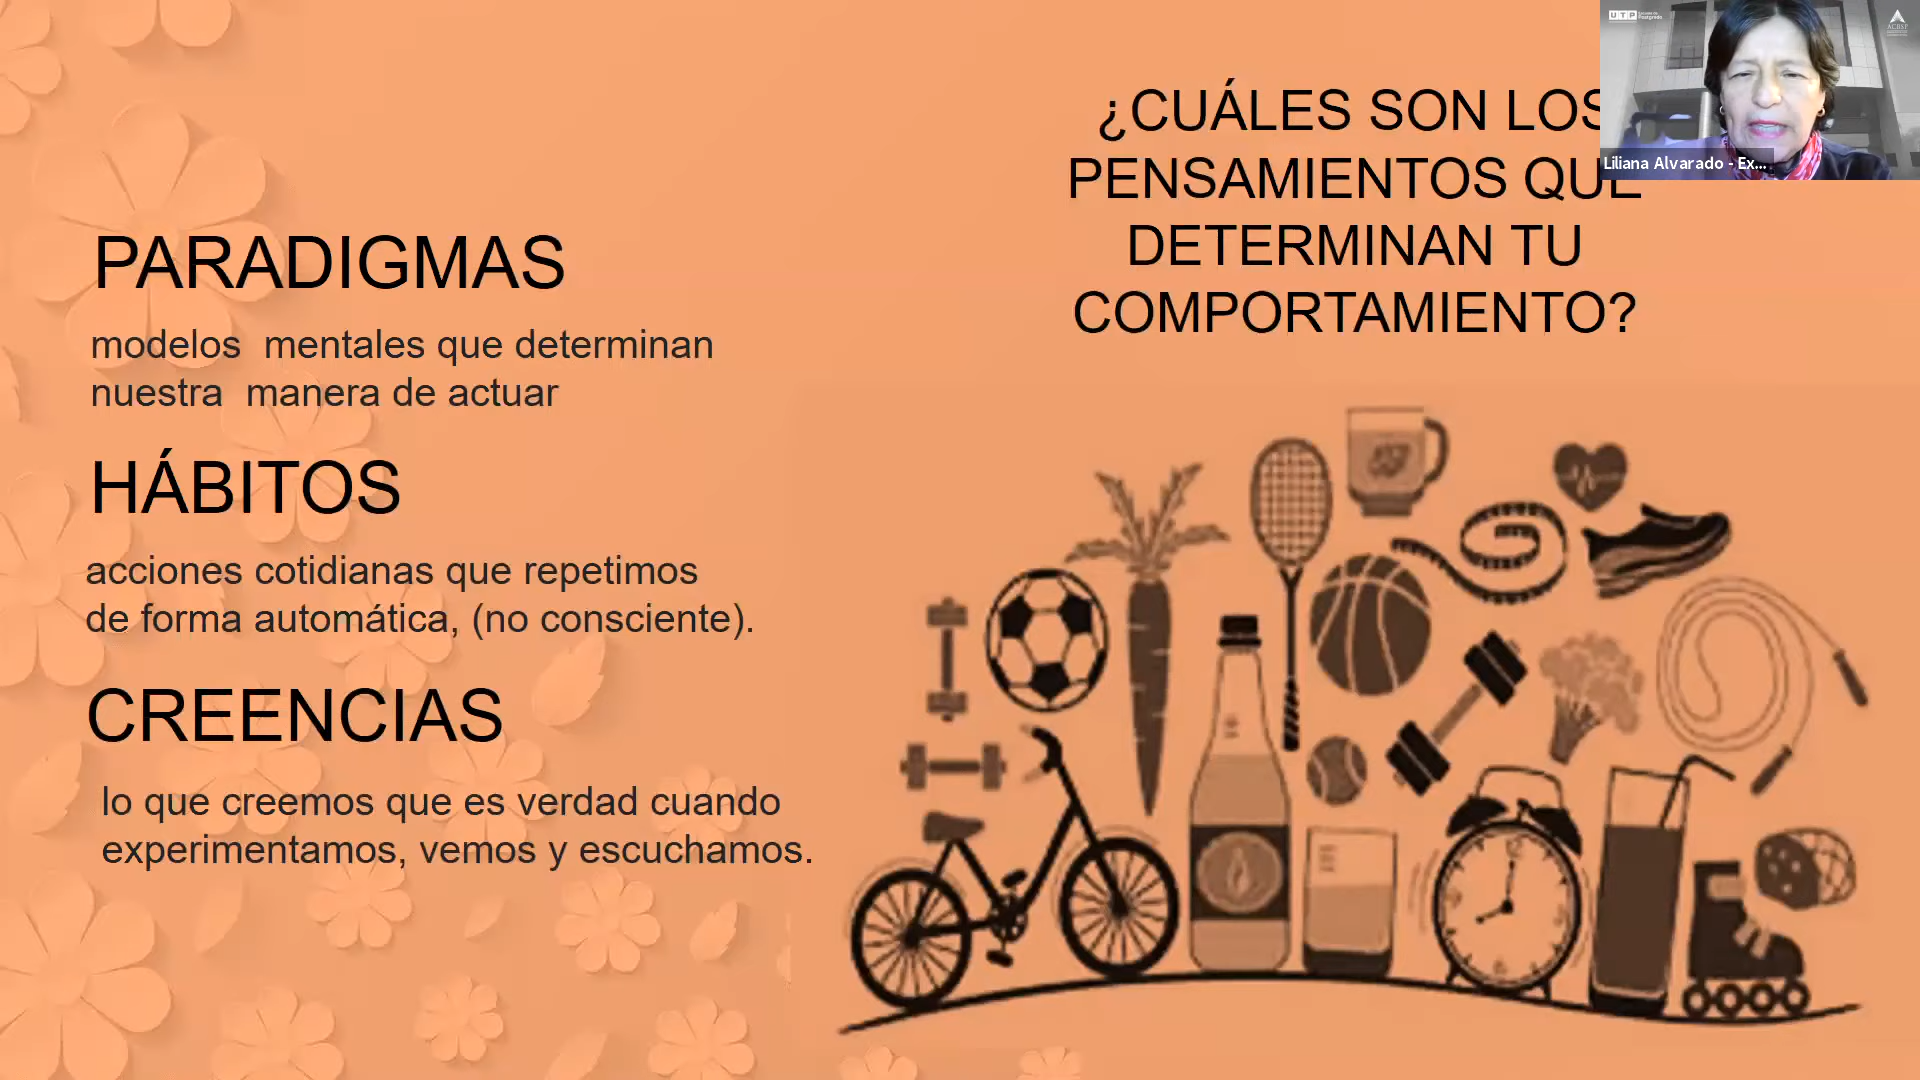 PARADIGMAS
modelos  mentales que determinan
nuestra  manera de actuar
HÁBITOS
acciones cotidianas que repetimos
de forma automática, (no consciente).
CREENCIAS
lo que creemos que es verdad cuando
experimentamos, vemos y escuchamos.
¿CUÁLES SON LOS
PENSAMIENTOS QUE
DETERMINAN TU
COMPORTAMIENTO?
UTP
Liliana Alvarado - Ex...